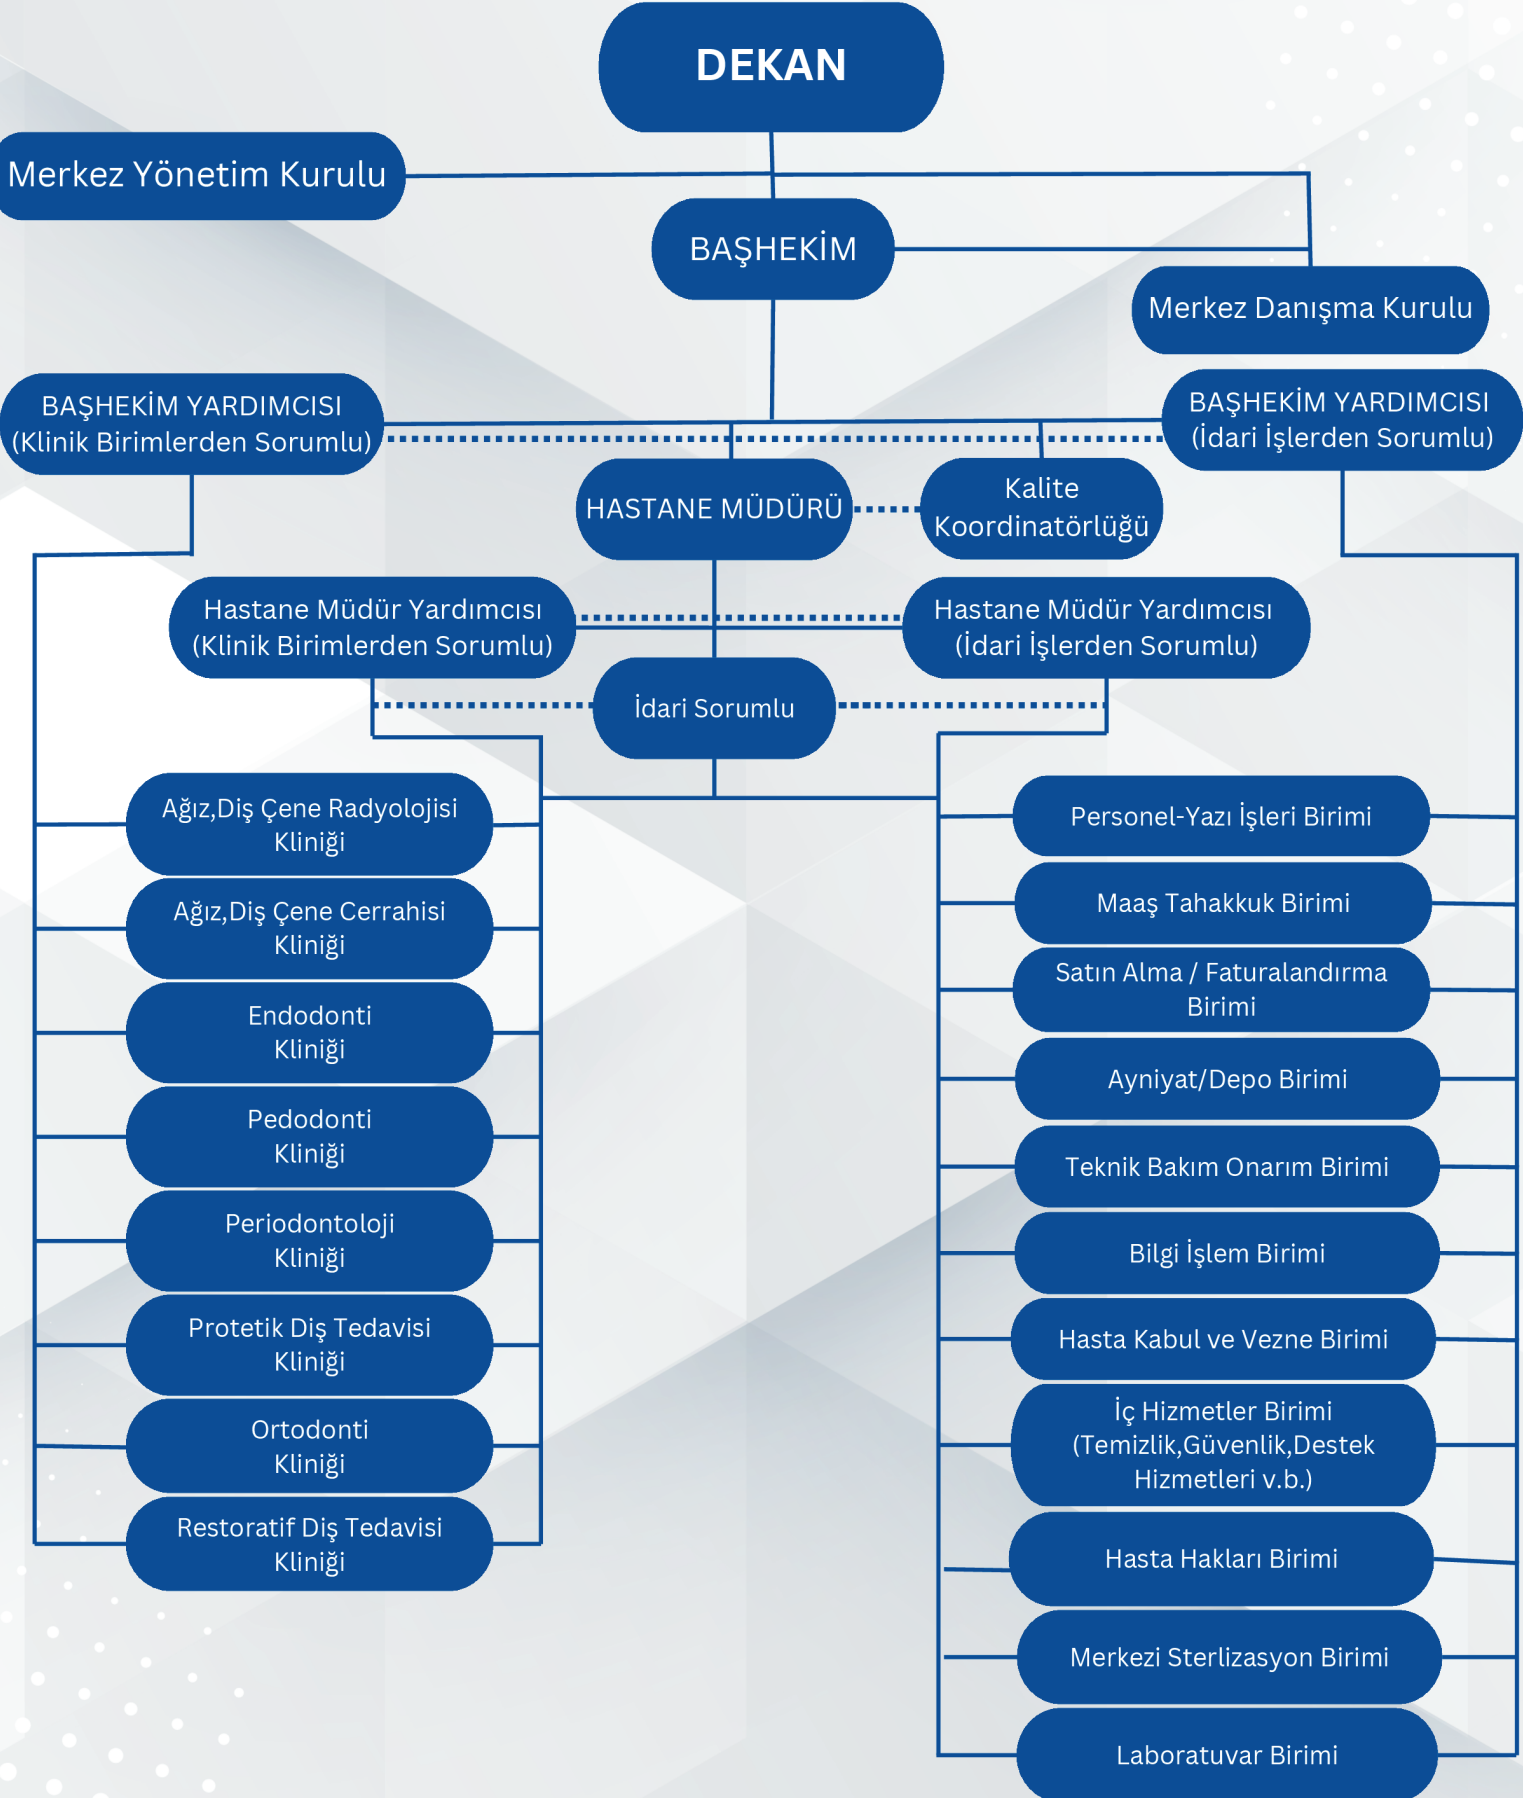 DEKAN
Merkez Yönetim Kurulu
BAŞHEKİM
Merkez Danışma Kurulu
BAŞHEKİM YARDIMCISI
(Klinik Birimlerden Sorumlu)
BAŞHEKİM YARDIMCISI
(İdari İşlerden Sorumlu)
HASTANE MÜDÜRÜ
Kalite
Koordinatörlüğü
Hastane Müdür Yardımcısı
(Klinik Birimlerden Sorumlu)
Hastane Müdür Yardımcısı
(İdari İşlerden Sorumlu)
İdari Sorumlu
Ağız,Diş Çene Radyolojisi
Kliniği
Ağız,Diş Çene Cerrahisi
Kliniği
Endodonti
Kliniği
Pedodonti
Kliniği
Periodontoloji
Kliniği
Protetik Diş Tedavisi
Kliniği
Ortodonti
Kliniği
Restoratif Diş Tedavisi
Kliniği
Personel-Yazı İşleri Birimi
Maaş Tahakkuk Birimi
Satın Alma / Faturalandırma
Birimi
Ayniyat/Depo Birimi
Teknik Bakım Onarım Birimi
Bilgi İşlem Birimi
Hasta Kabul ve Vezne Birimi
İç Hizmetler Birimi
(Temizlik,Güvenlik,Destek
Hizmetleri v.b.)
Hasta Hakları Birimi
Merkezi Sterlizasyon Birimi
Laboratuvar Birimi